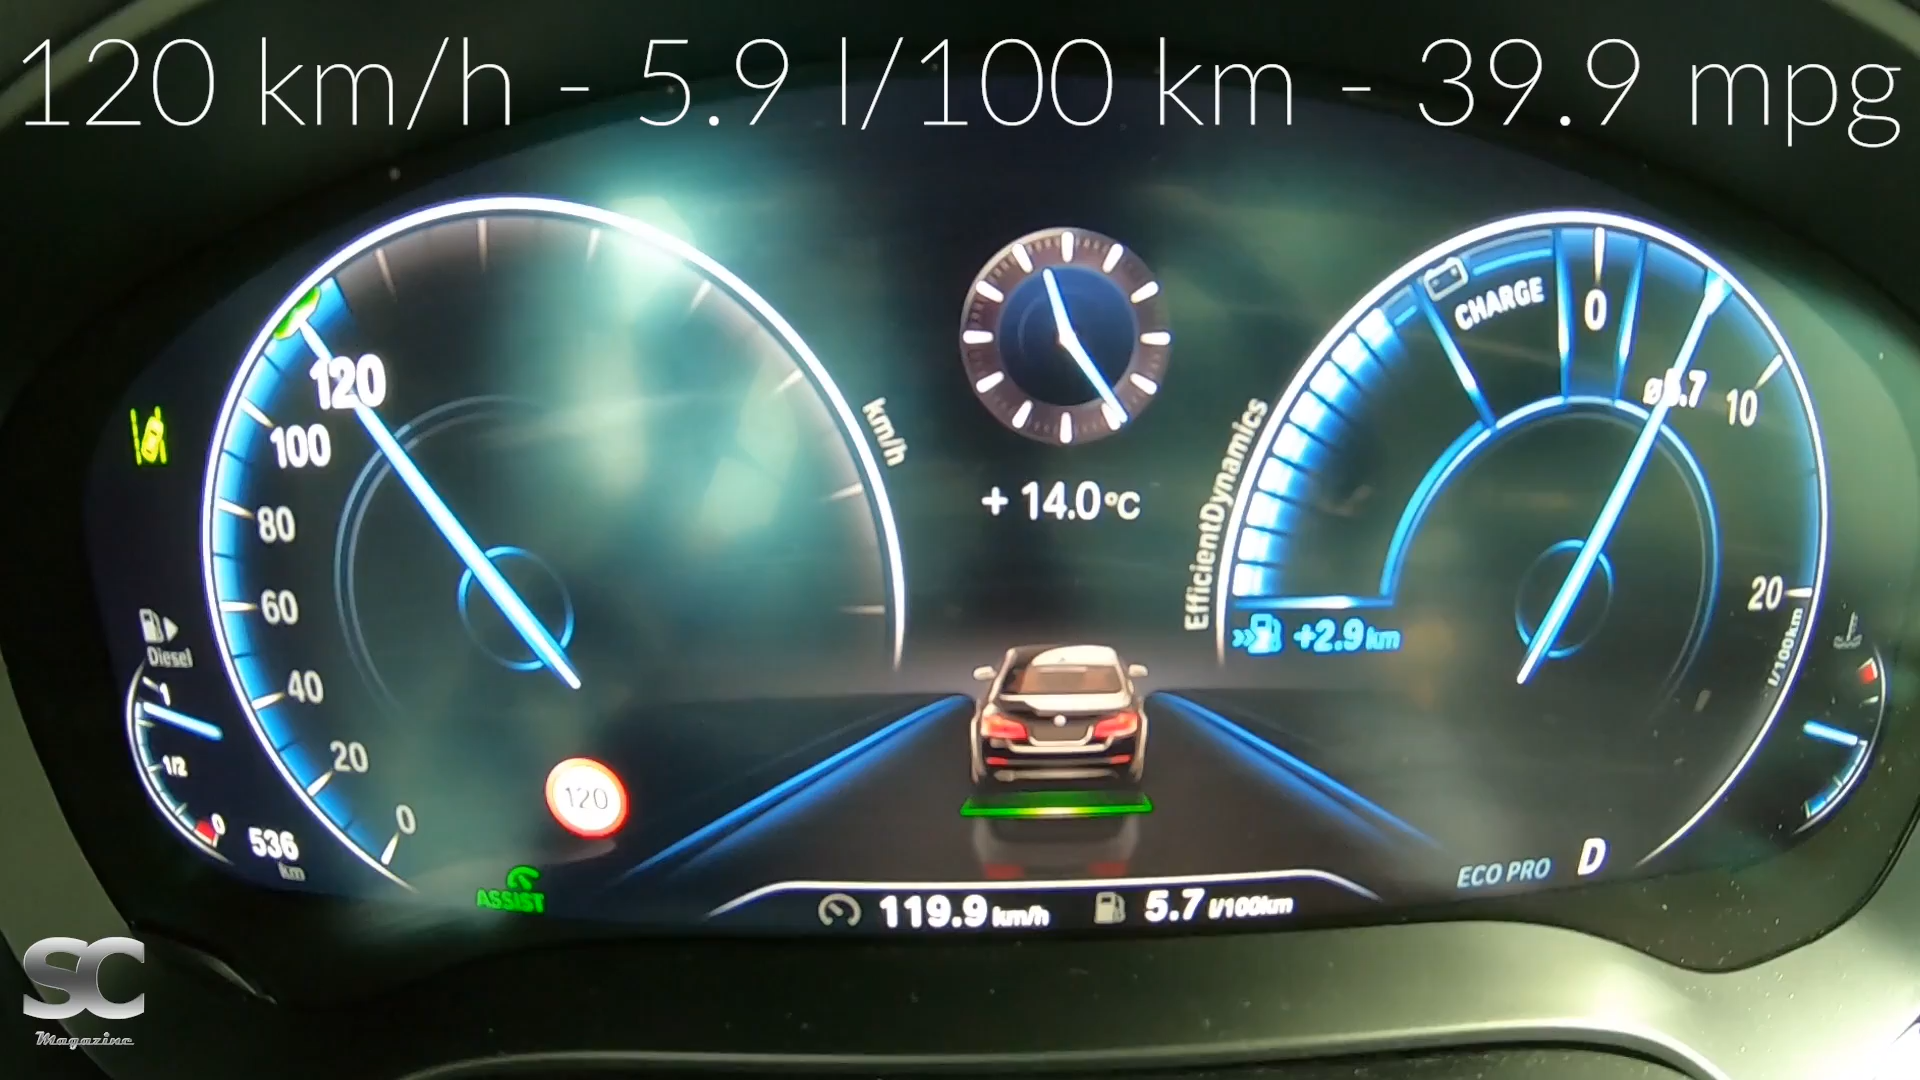 120 km/h - 5.9 l/100 km - 39.9 mpg
120
100
80
60
40
20
0
km/h
Diesel
1
1/2
0
536
km
120
ASSIST
+ 14.0°C
119.9 km/h
5.7 l/100km
EfficientDynamics
CHARGE
0
10
20
l/100km
+2.9 km
ECO PRO
D
SC
Magazine